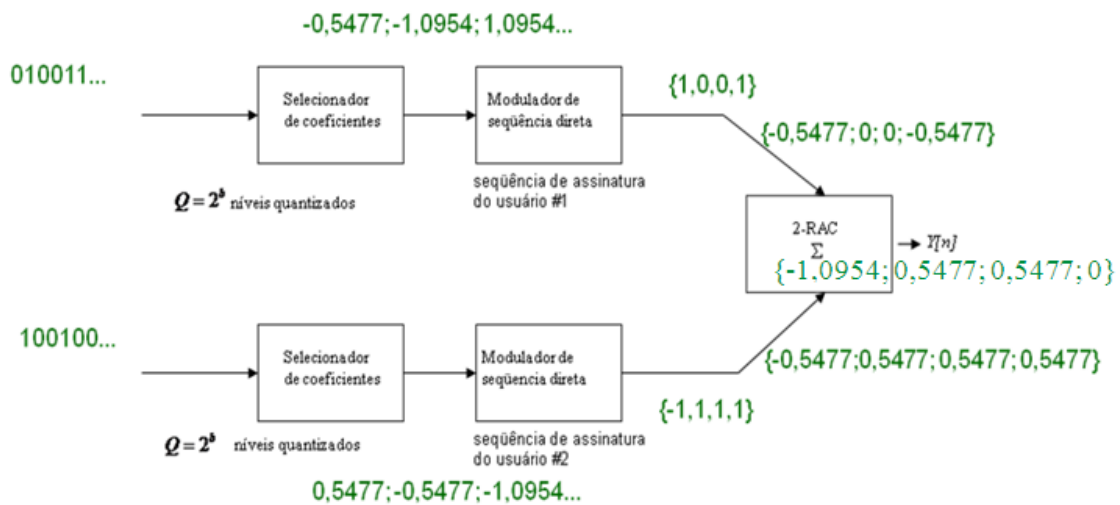 -0,5477;-1,0954;1,0954...
010011...
Selecionador
de coeficientes
Modulador de
seqüência direta
{1,0,0,1}
{-0,5477;0;0;-0,5477}
Q=2^b níveis quantizados
seqüência de assinatura
do usuário #1
2-RAC
Σ
Y[n]
{-1,0954;0,5477;0,5477;0}
100100...
Selecionador
de coeficientes
Modulador de
seqüencia direta
{-0,5477;0,5477;0,5477;0,5477}
{-1,1,1,1}
Q=2^b níveis quantizados
seqüência de assinatura
do usuário #2
0,5477;-0,5477;-1,0954...